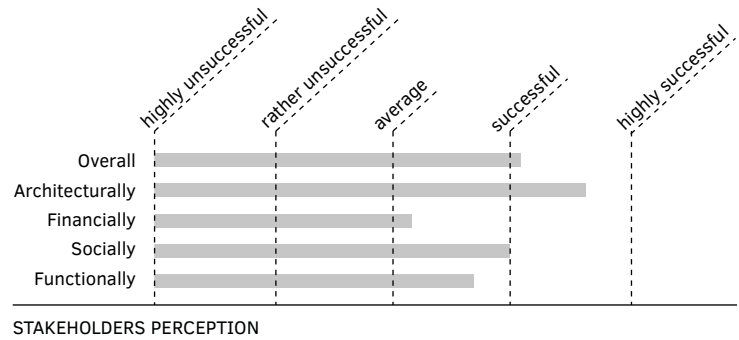 highly unsuccessful
rather unsuccessful
average
successful
highly successful
Overall
Architecturally
Financially
Socially
Functionally
STAKEHOLDERS PERCEPTION